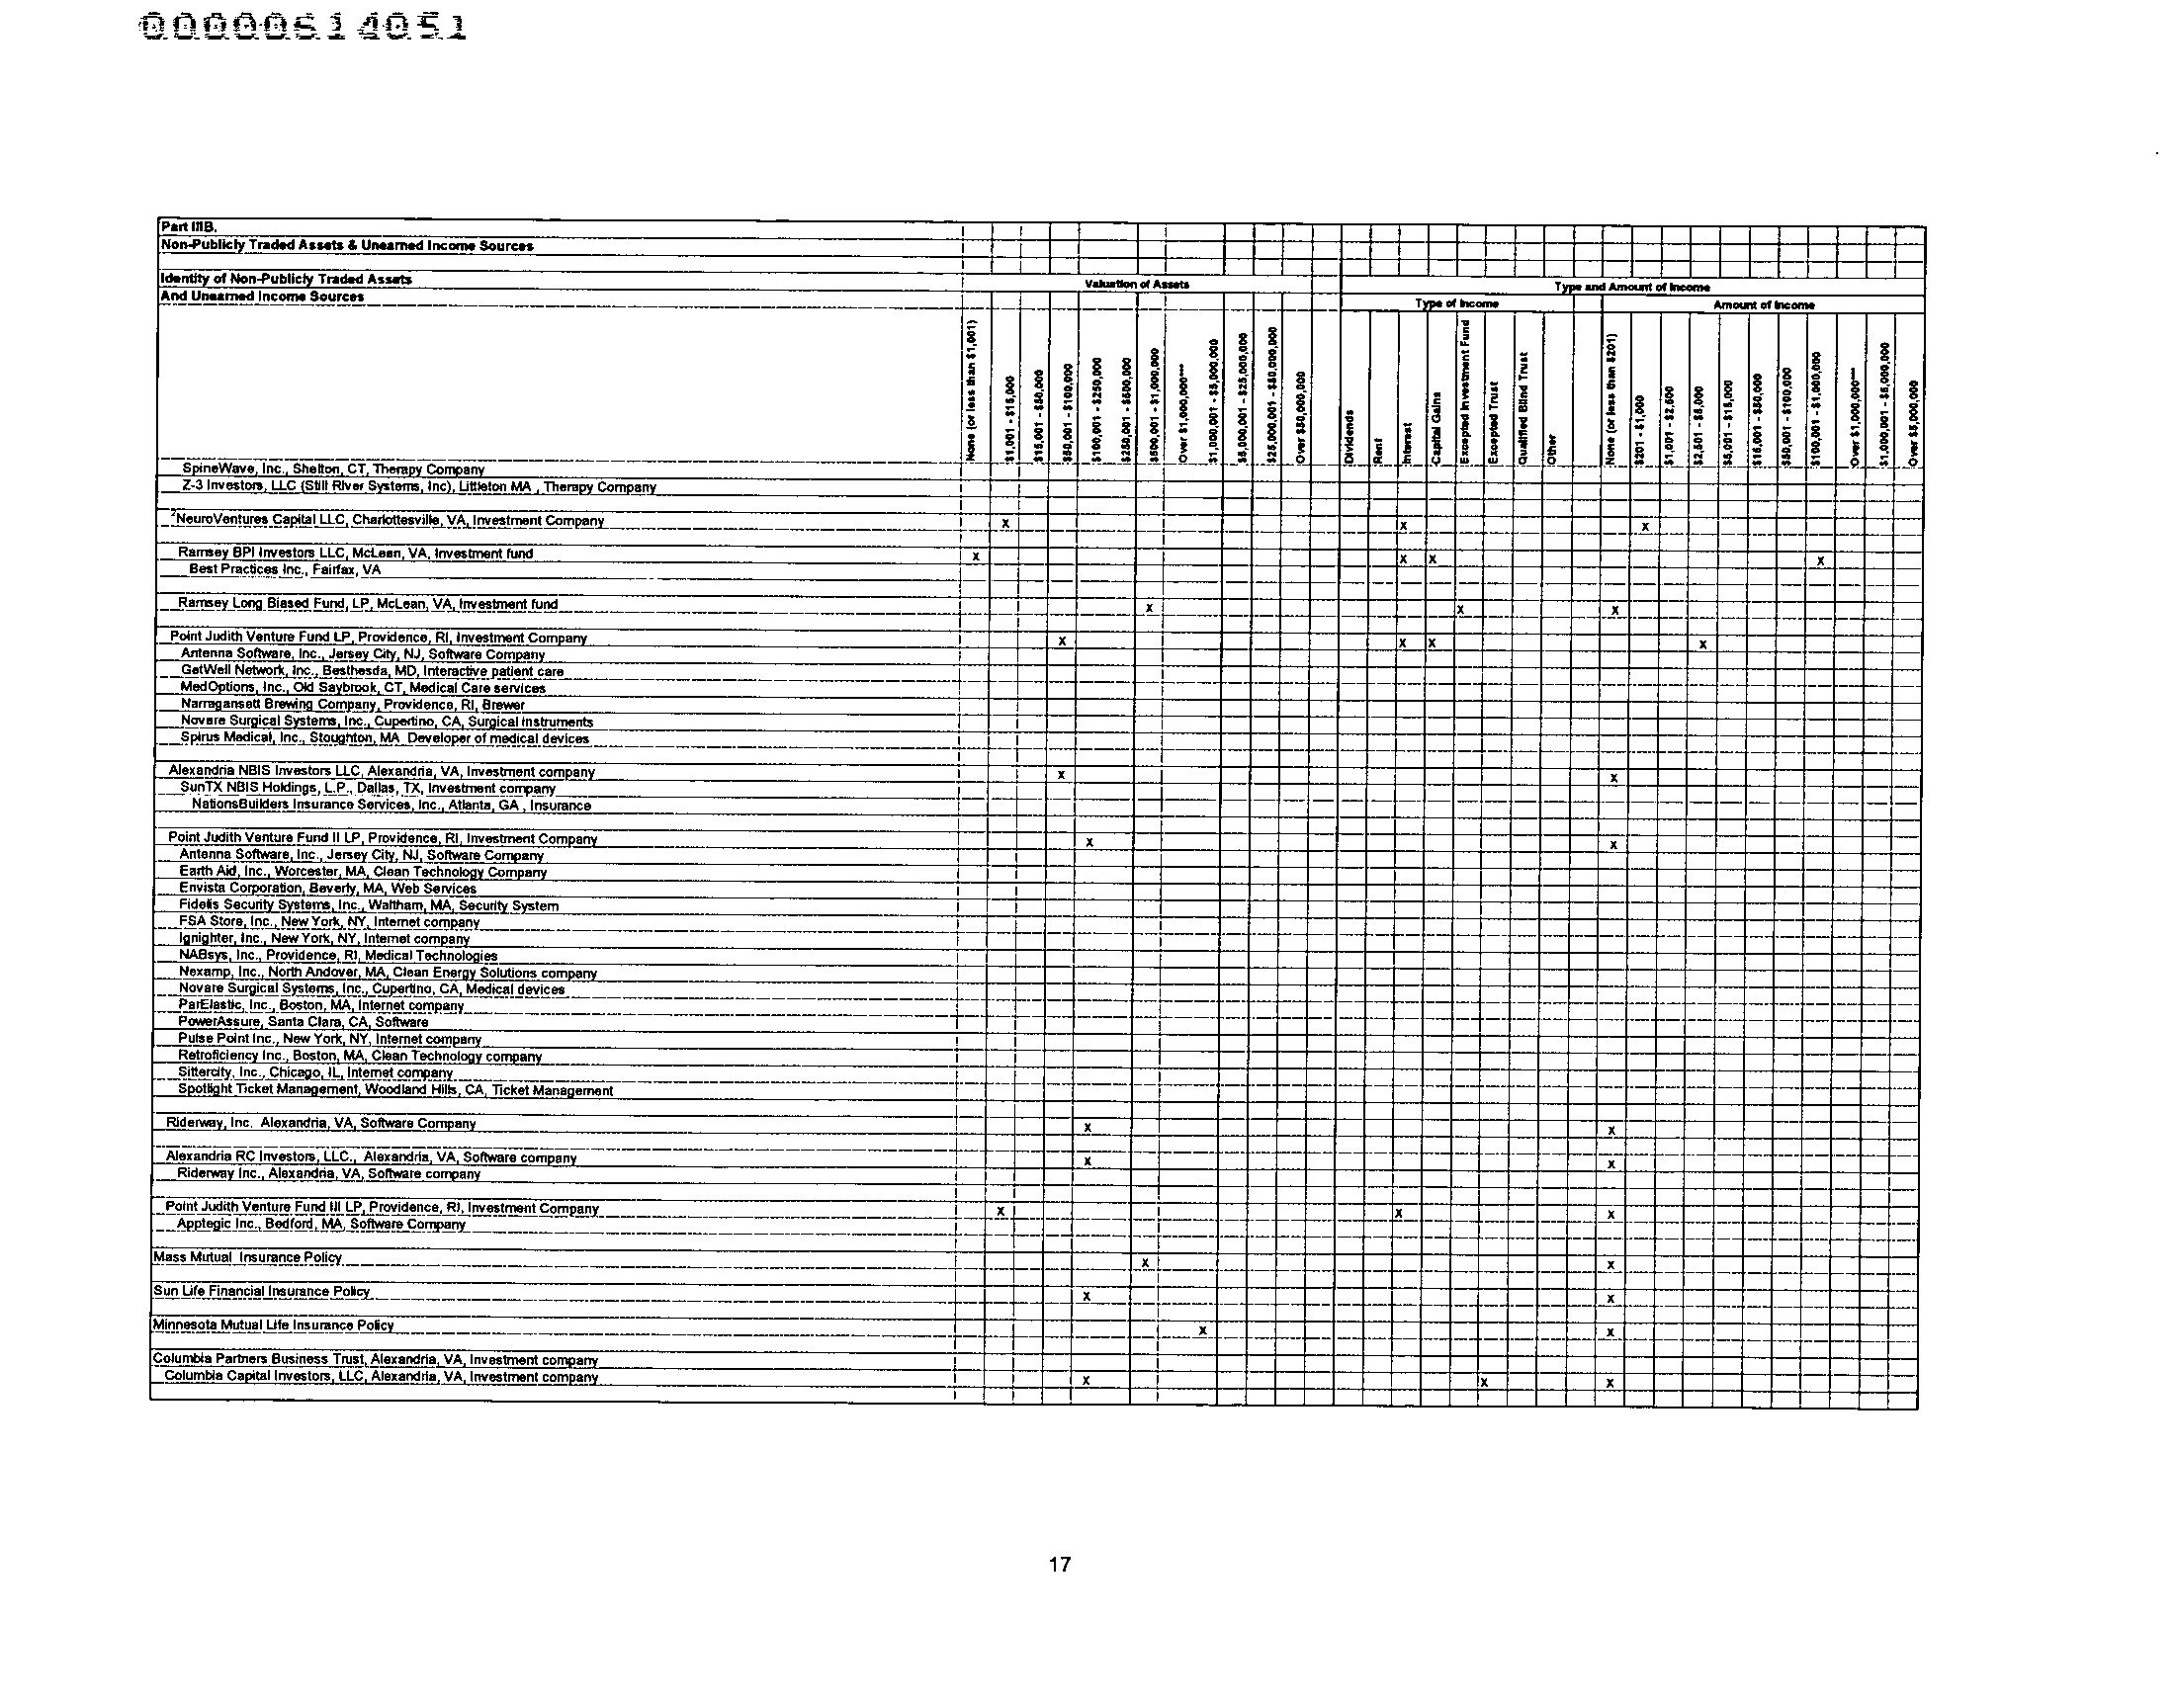 00000614051
Part IIIB.
Non-Publicly Traded Assets & Unearned Income Sources
Identity of Non-Publicly Traded Assets
And Unearned Income Sources
Valuation of Assets
Type and Amount of Income
Type of Income
Amount of Income
None (or less than $1,001)
$1,001 - $15,000
$15,001 - $50,000
$50,001 - $100,000
$100,001 - $250,000
$250,001 - $500,000
$500,001 - $1,000,000
Over $1,000,000***
$1,000,001 - $5,000,000
$5,000,001 - $25,000,000
$25,000,001 - $50,000,000
Over $50,000,000
Dividends
Rent
Interest
Capital Gains
Excepted Investment Fund
Excepted Trust
Qualified Blind Trust
Other
None (or less than $201)
$201 - $1,000
$1,001 - $2,500
$2,501 - $5,000
$5,001 - $15,000
$15,001 - $50,000
$50,001 - $100,000
$100,001 - $1,000,000
Over $1,000,000***
$1,000,001 - $5,000,000
Over $5,000,000
SpineWave, Inc., Shelton, CT, Therapy Company
Z-3 Investors, LLC (Still River Systems, Inc), Littleton MA , Therapy Company
2NeuroVentures Capital LLC, Charlottesville, VA, Investment Company x x x
Ramsey BPI Investors LLC, McLean, VA, Investment fund x x x x
Best Practices Inc., Fairfax, VA
Ramsey Long Biased Fund, LP, McLean, VA, Investment fund x x x
Point Judith Venture Fund LP, Providence, RI, Investment Company x x x x
Antenna Software, Inc., Jersey City, NJ, Software Company
GetWell Network, Inc., Besthesda, MD, Interactive patient care
MedOptions, Inc., Old Saybrook, CT, Medical Care services
Narragansett Brewing Company, Providence, RI, Brewer
Novare Surgical Systems, Inc., Cupertino, CA, Surgical instruments
Spirus Medical, Inc., Stoughton, MA Developer of medical devices
Alexandria NBIS Investors LLC, Alexandria, VA, Investment company x x
SunTX NBIS Holdings, L.P., Dallas, TX, Investment company
NationsBuilders Insurance Services, Inc., Atlanta, GA , Insurance
Point Judith Venture Fund II LP, Providence, RI, Investment Company x x
Antenna Software, Inc., Jersey City, NJ, Software Company
Earth Aid, Inc., Worcester, MA, Clean Technology Company
Envista Corporation, Beverly, MA, Web Services
Fidelis Security Systems, Inc., Waltham, MA, Security System
FSA Store, Inc., New York, NY, Internet company
Ignighter, Inc., New York, NY, Internet company
NABsys, Inc., Providence, RI, Medical Technologies
Nexamp, Inc., North Andover, MA, Clean Energy Solutions company
Novare Surgical Systems, Inc., Cupertino, CA, Medical devices
ParElastic, Inc., Boston, MA, Internet company
PowerAssure, Santa Clara, CA, Software
Pulse Point Inc., New York, NY, Internet company
Retroficiency Inc., Boston, MA, Clean Technology company
Sittercity, Inc., Chicago, IL, Internet company
Spotlight Ticket Management, Woodland Hills, CA, Ticket Management
Riderway, Inc. Alexandria, VA, Software Company x x
Alexandria RC Investors, LLC., Alexandria, VA, Software company x x
Riderway Inc., Alexandria, VA, Software company
Point Judith Venture Fund III LP, Providence, RI, Investment Company x x x
Apptegic Inc., Bedford, MA, Software Company
Mass Mutual Insurance Policy x x
Sun Life Financial Insurance Policy x x
Minnesota Mutual Life Insurance Policy x x
Columbia Partners Business Trust, Alexandria, VA, Investment company
Columbia Capital Investors, LLC, Alexandria, VA, Investment company x x x
17